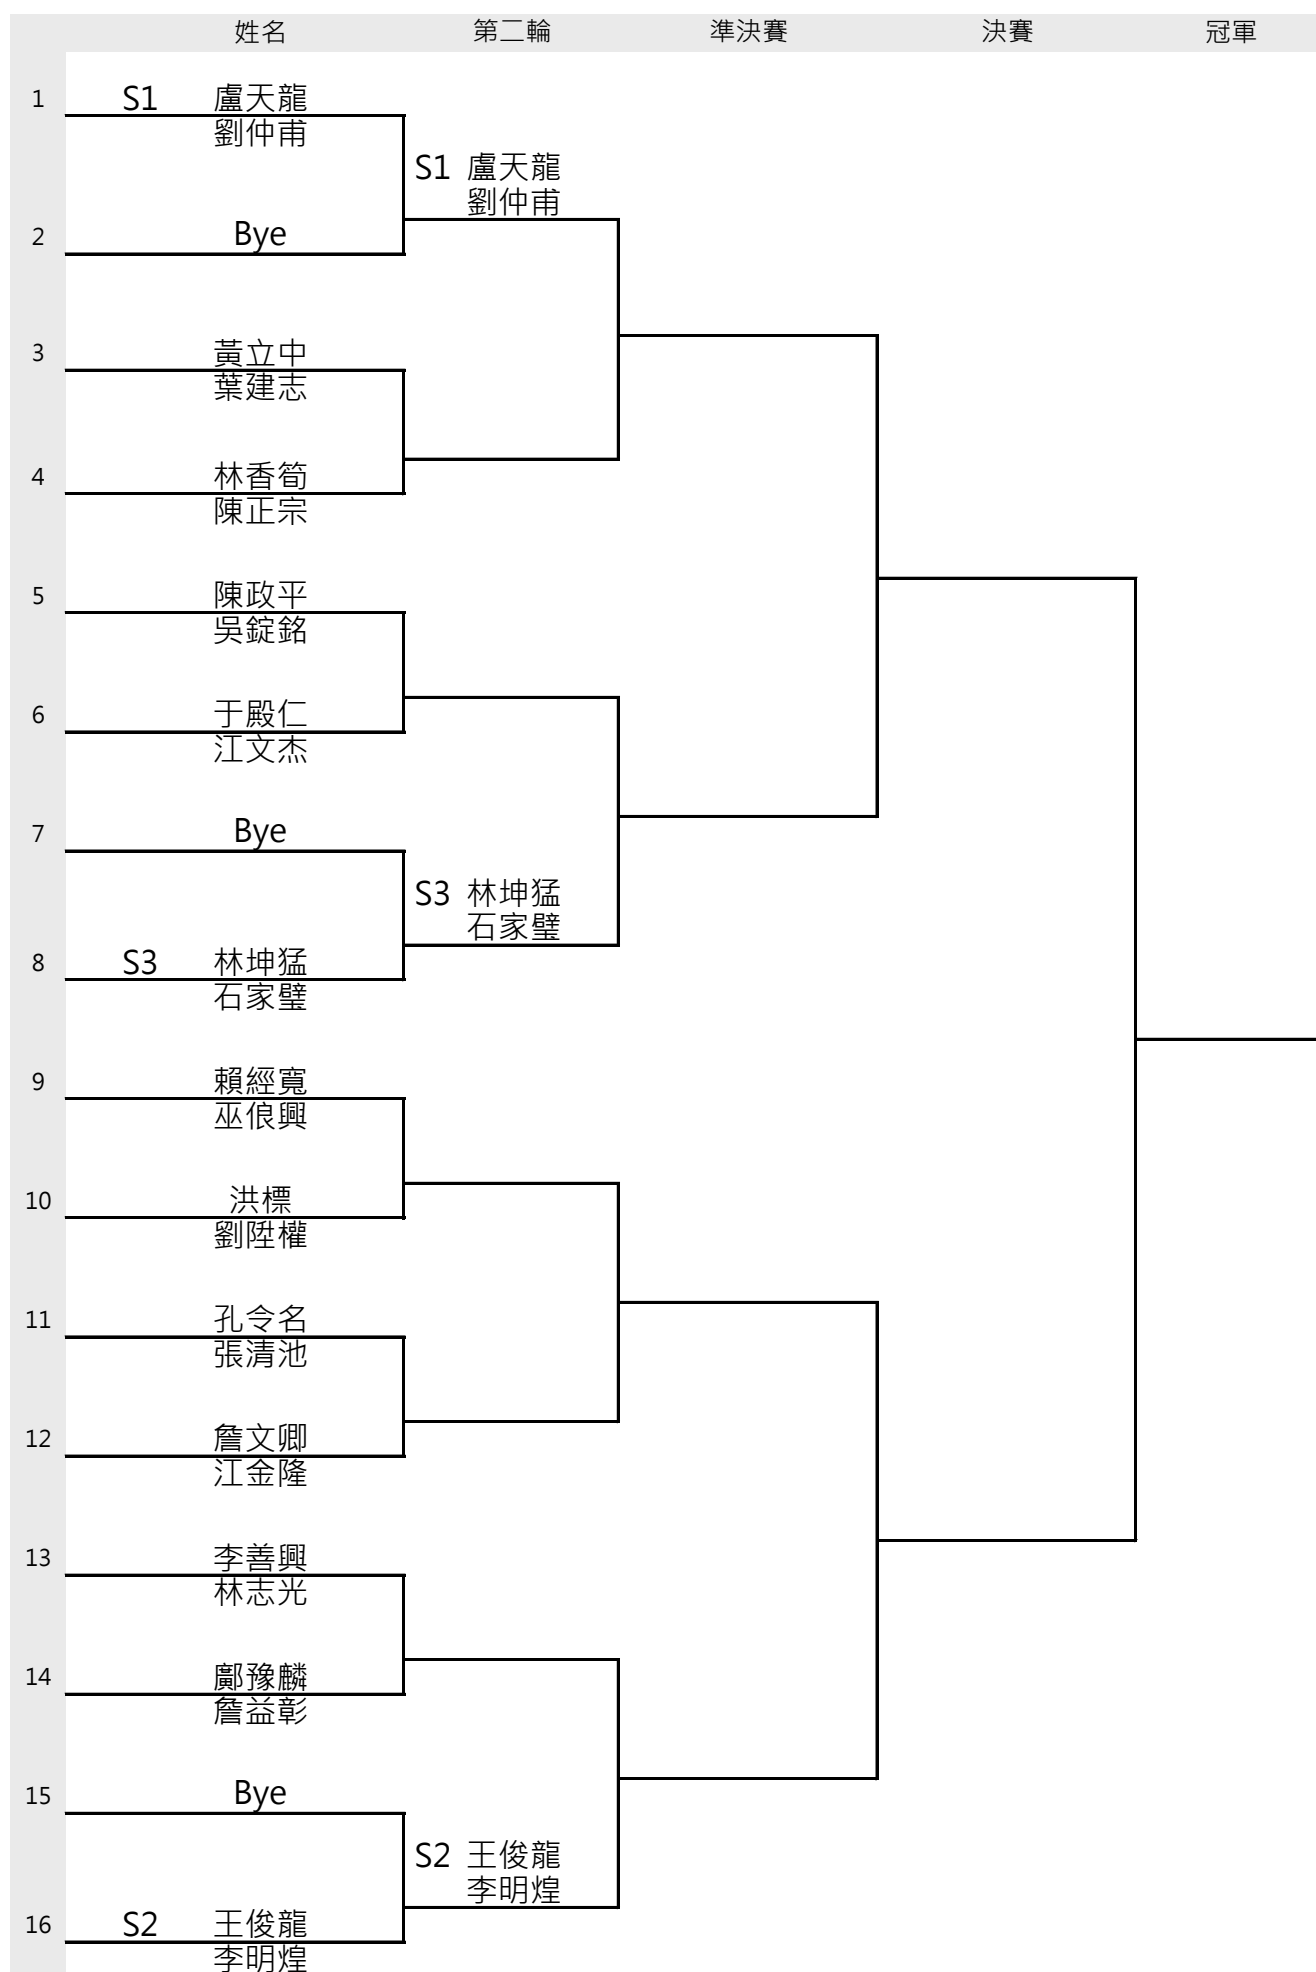 姓名 第二輪 準決賽 決賽 冠軍
1 S1 盧天龍
劉仲甫
S1 盧天龍
劉仲甫
2 Bye
3 黃立中
葉建志
4 林香筍
陳正宗
5 陳政平
吳錠銘
6 于殿仁
江文杰
7 Bye
S3 林坤猛
石家璧
8 S3 林坤猛
石家璧
9 賴經寬
巫俍興
10 洪標
劉陞權
11 孔令名
張清池
12 詹文卿
江金隆
13 李善興
林志光
14 鄺豫麟
詹益彰
15 Bye
S2 王俊龍
李明煌
16 S2 王俊龍
李明煌